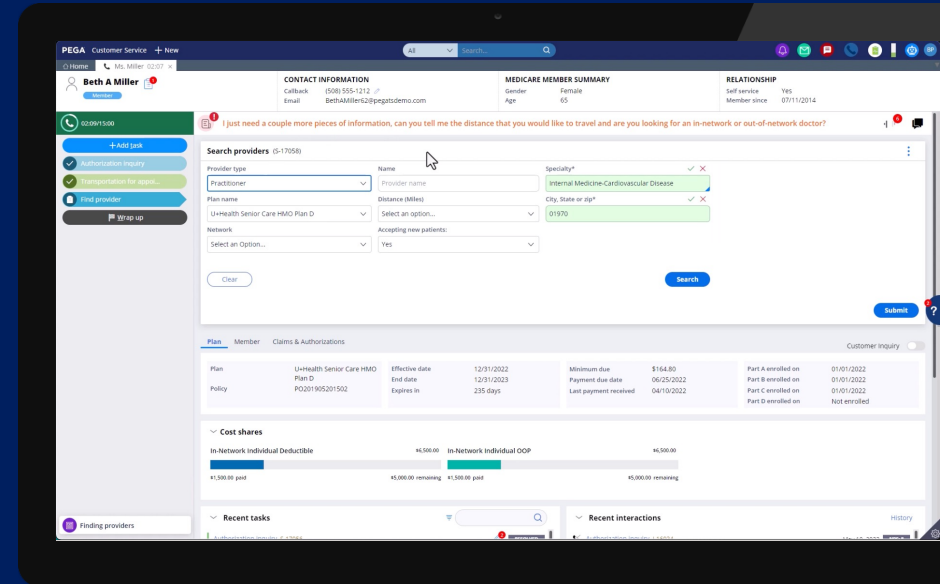 PEGA Customer Service + New
All Search...
BP
Home Ms. Miller 02:07 ×
Beth A Miller
Member
CONTACT INFORMATION
Callback (508) 555-1212
Email BethAMiller62@pegatsdemo.com
MEDICARE MEMBER SUMMARY
Gender Female
Age 65
RELATIONSHIP
Self service Yes
Member since 07/11/2014
02:09/15:00
I just need a couple more pieces of information, can you tell me the distance that you would like to travel and are you looking for an in-network or out-of-network doctor?
+ Add task
Authorization inquiry
Transportation for appoi...
Find provider
Wrap up
Search providers (S-17058)
Provider type Name Specialty*
Practitioner Provider name Internal Medicine-Cardiovascular Disease
Plan name Distance (Miles) City, State or zip*
U+Health Senior Care HMO Plan D Select an option... 01970
Network Accepting new patients:
Select an Option... Yes
Clear Search
Submit
?
Plan Member Claims & Authorizations Customer Inquiry
Plan U+Health Senior Care HMO Plan D
Policy PO201905201502
Effective date 12/31/2022
End date 12/31/2023
Expires in 235 days
Minimum due $164.80
Payment due date 06/25/2022
Last payment received 04/10/2022
Part A enrolled on 01/01/2022
Part B enrolled on 01/01/2022
Part C enrolled on 01/01/2022
Part D enrolled on Not enrolled
Cost shares
In-Network Individual Deductible $6,500.00 In-Network Individual OOP $6,500.00
$1,500.00 paid $5,000.00 remaining $1,500.00 paid $5,000.00 remaining
Recent tasks Recent interactions History
Finding providers
Authorization Inquiry